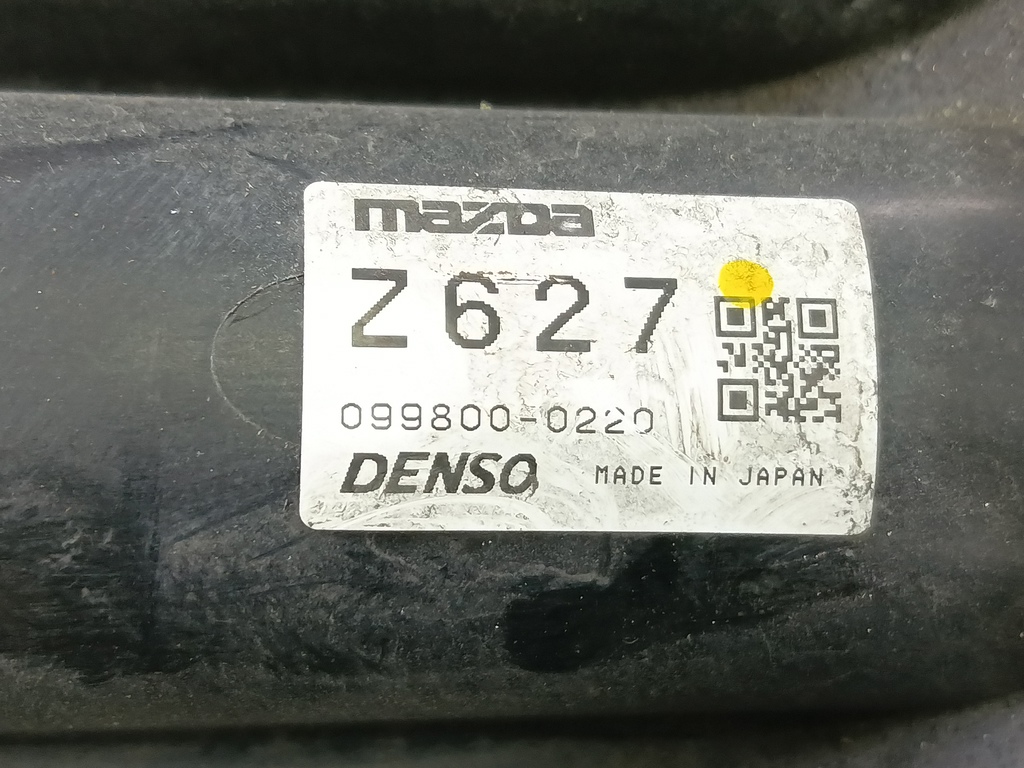 mazda
Z627
099800-0220
DENSO MADE IN JAPAN